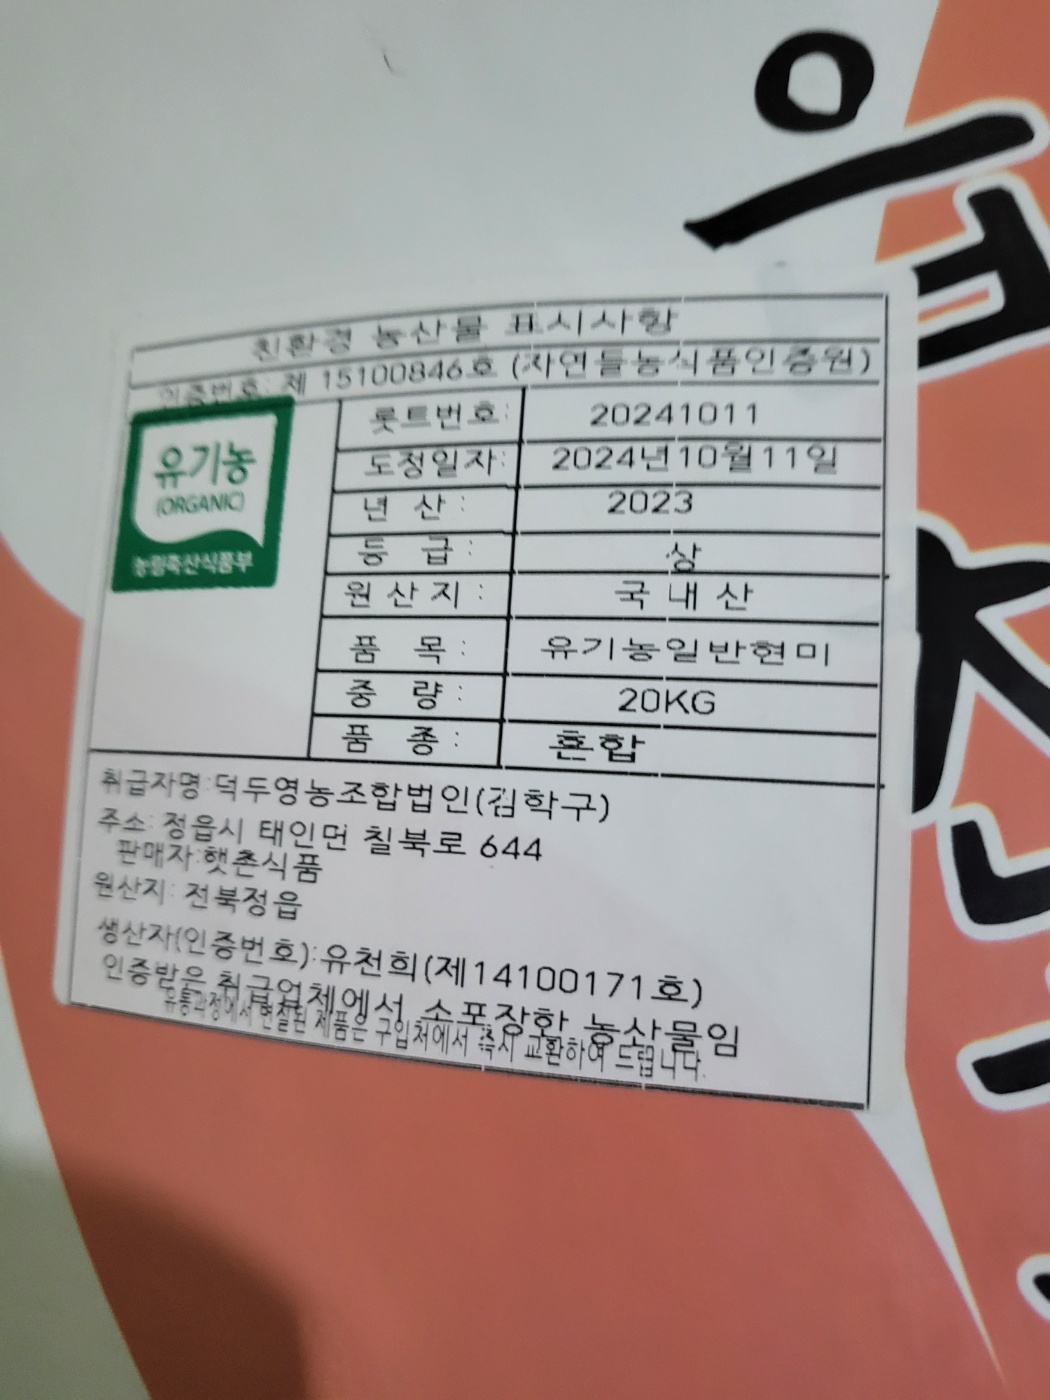 친환경 농산물 표시사항
인증번호: 제 15100846호 (자연들농식품인증원)
유기농
(ORGANIC)
농림축산식품부
롯트번호: 20241011
도정일자: 2024년10월11일
년 산 : 2023
등 급 : 상
원 산 지 : 국 내 산
품 목 : 유기농일반현미
중 량 : 20KG
품 종 : 혼합
취급자명:덕두영농조합법인(김학구)
주소: 정읍시 태인면 칠북로 644
판매자:햇촌식품
원산지: 전북정읍
생산자(인증번호):유천희(제14100171호)
인증받은 취급업체에서 소포장한 농산물임
유통과정에서 변질된 제품은 구입처에서 즉시 교환하여 드립니다.